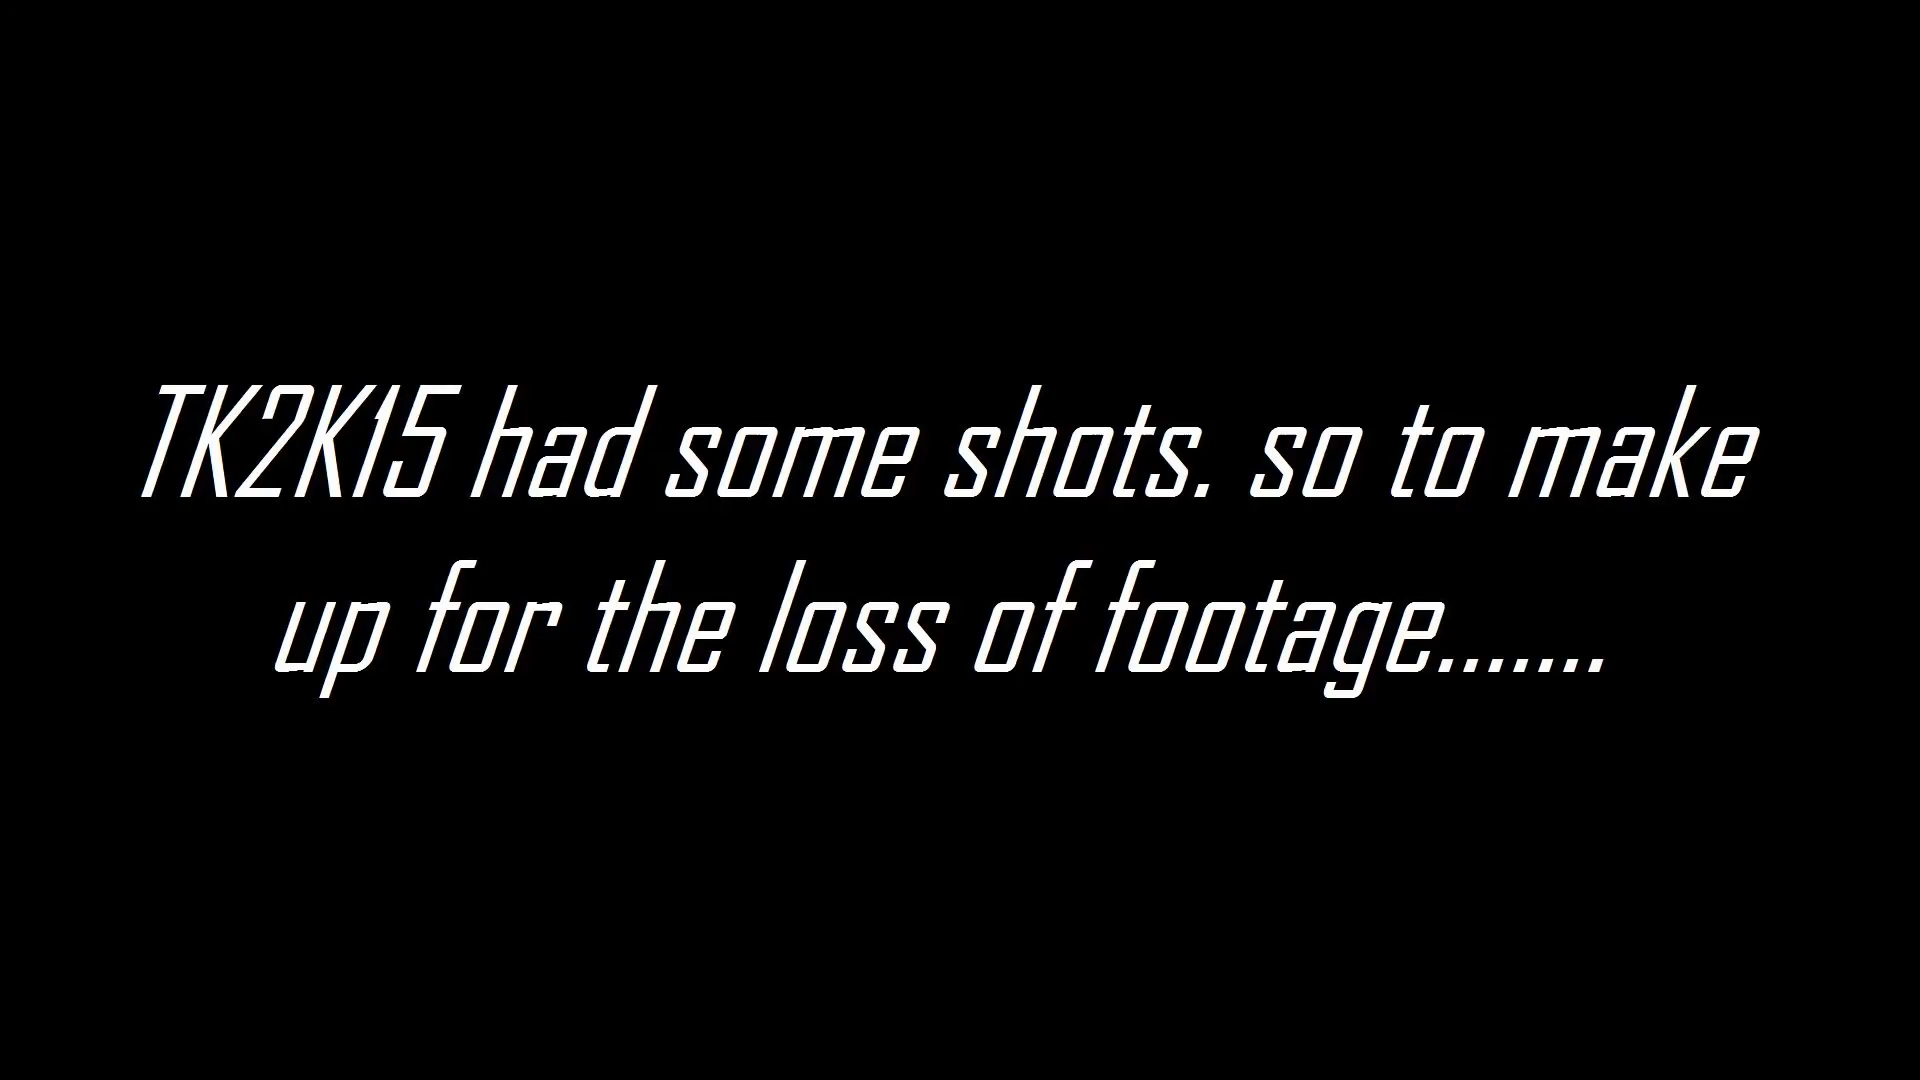 TK2K15 had some shots. so to make
up for the loss of footage.......